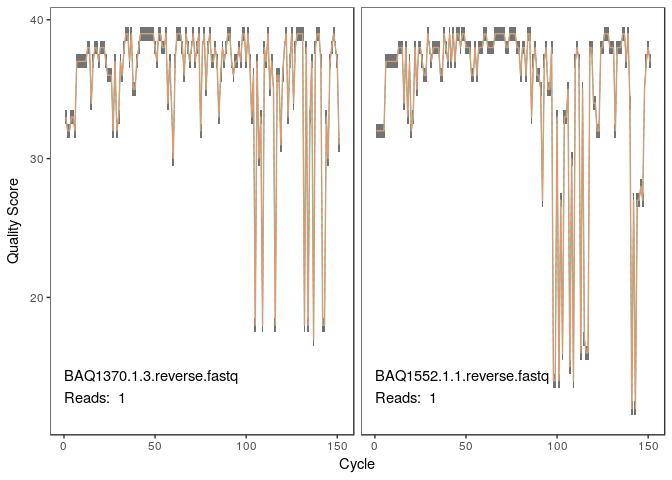 40
30
20
Quality Score
BAQ1370.1.3.reverse.fastq
Reads: 1
BAQ1552.1.1.reverse.fastq
Reads: 1
0
50
100
150
0
50
100
150
Cycle